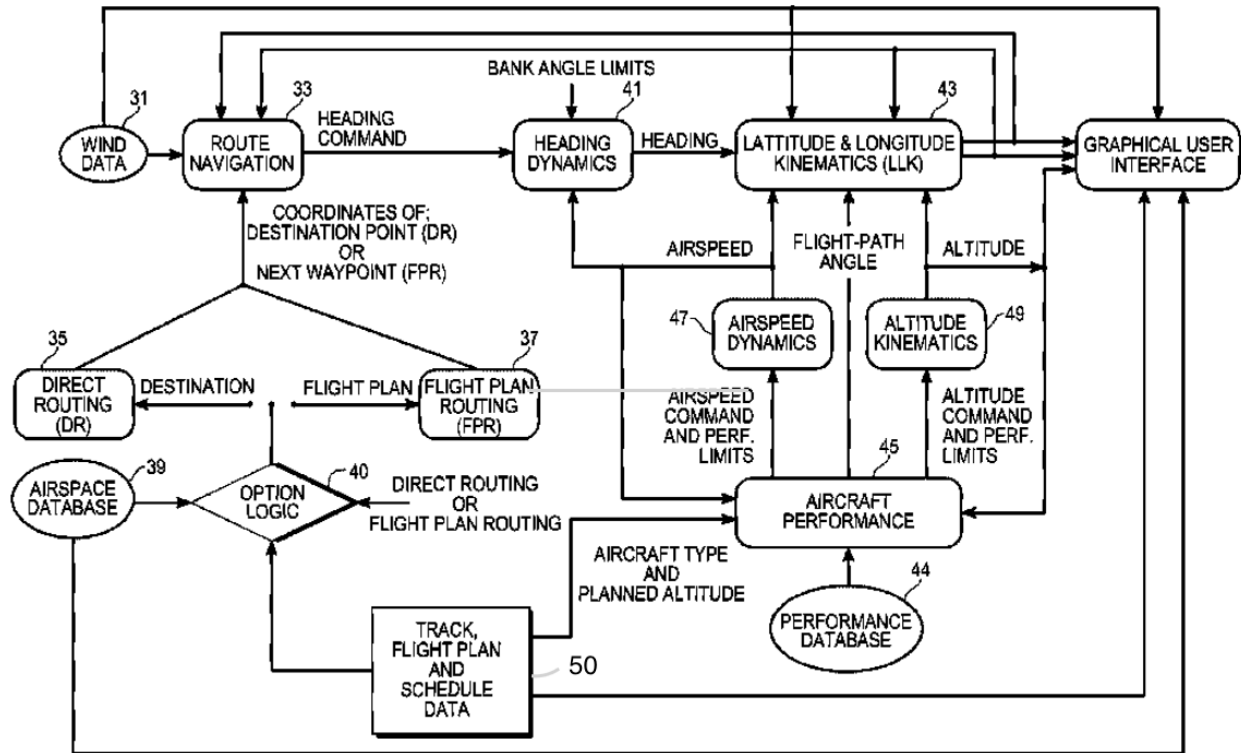 BANK ANGLE LIMITS
31
WIND
DATA
33
ROUTE
NAVIGATION
HEADING
COMMAND
41
HEADING
DYNAMICS
HEADING
43
LATTITUDE & LONGITUDE
KINEMATICS (LLK)
GRAPHICAL USER
INTERFACE
COORDINATES OF;
DESTINATION POINT (DR)
OR
NEXT WAYPOINT (FPR)
AIRSPEED
FLIGHT-PATH
ANGLE
ALTITUDE
47
AIRSPEED
DYNAMICS
ALTITUDE
KINEMATICS
49
35
DIRECT
ROUTING
(DR)
DESTINATION
FLIGHT PLAN
37
FLIGHT PLAN
ROUTING
(FPR)
AIRSPEED
COMMAND
AND PERF.
LIMITS
ALTITUDE
COMMAND
AND PERF.
LIMITS
39
AIRSPACE
DATABASE
40
OPTION
LOGIC
DIRECT ROUTING
OR
FLIGHT PLAN ROUTING
45
AIRCRAFT
PERFORMANCE
AIRCRAFT TYPE
AND
PLANNED ALTITUDE
44
PERFORMANCE
DATABASE
TRACK,
FLIGHT PLAN
AND
SCHEDULE
DATA
50